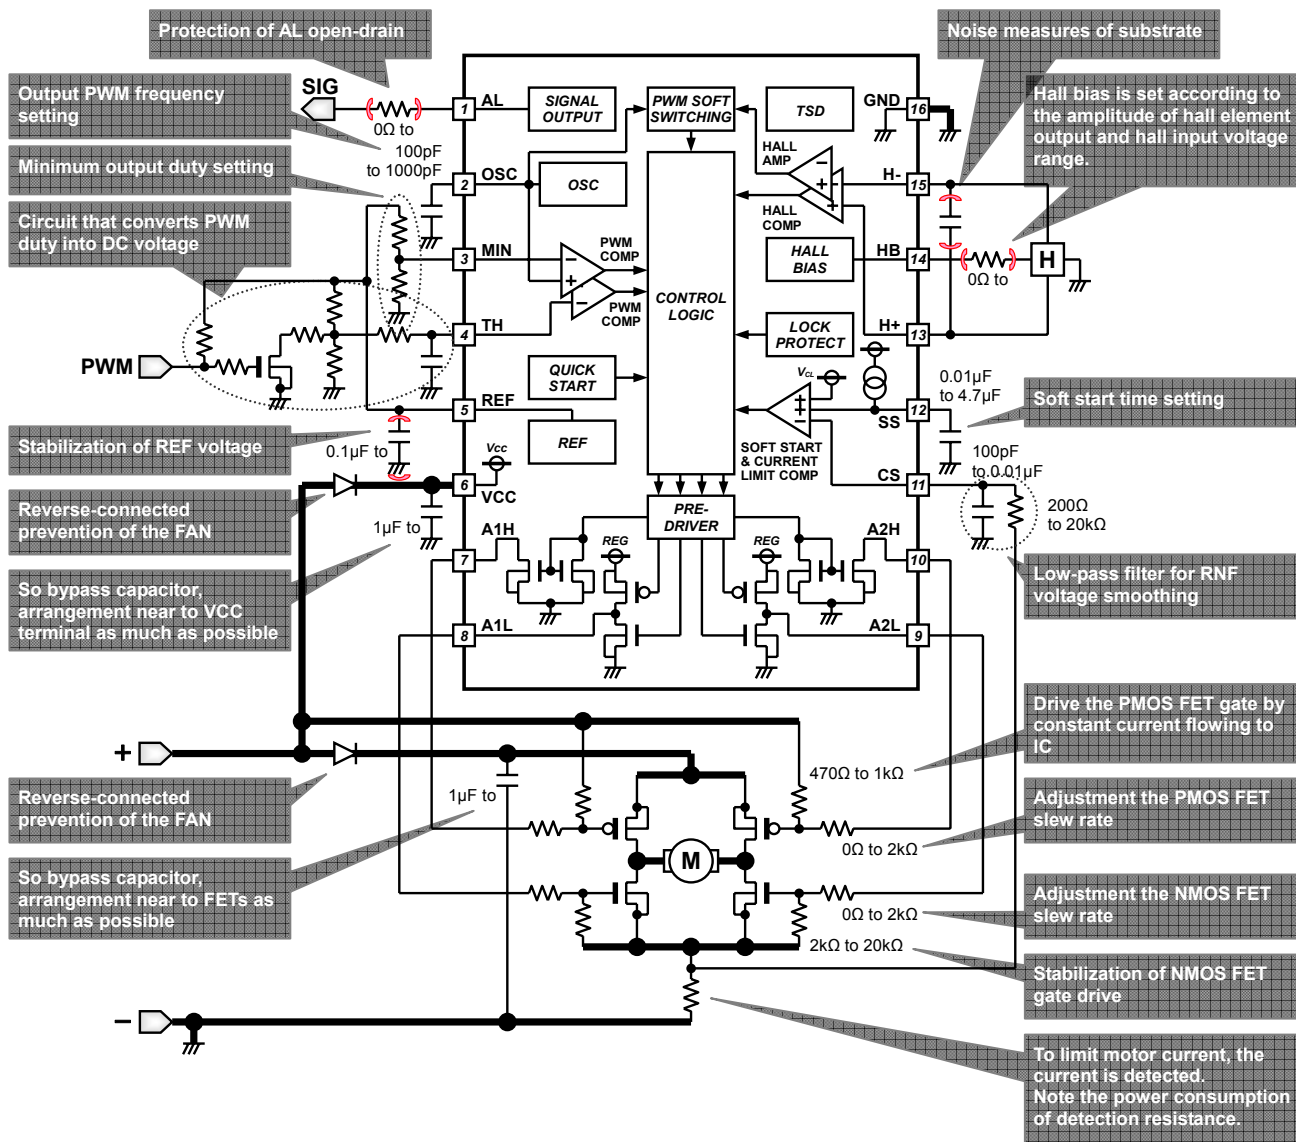 Protection of AL open-drain
Noise measures of substrate
Output PWM frequency
setting
Hall bias is set according to
the amplitude of hall element
output and hall input voltage
range.
Minimum output duty setting
Circuit that converts PWM
duty into DC voltage
SIG
0Ω to
100pF
to 1000pF
1
AL
SIGNAL
OUTPUT
PWM SOFT
SWITCHING
TSD
GND
16
2
OSC
OSC
HALL
AMP
HALL
COMP
H-
15
3
MIN
PWM
COMP
PWM
COMP
CONTROL
LOGIC
HALL
BIAS
HB
14
0Ω to
H
4
TH
LOCK
PROTECT
H+
13
PWM
QUICK
START
VCL
SS
12
0.01µF
to 4.7µF
Soft start time setting
5
REF
REF
SOFT START
& CURRENT
LIMIT COMP
Stabilization of REF voltage
0.1µF to
Vcc
6
VCC
CS
11
100pF
to 0.01µF
200Ω
to 20kΩ
Reverse-connected
prevention of the FAN
1µF to
PRE-
DRIVER
Low-pass filter for RNF
voltage smoothing
So bypass capacitor,
arrangement near to VCC
terminal as much as possible
7
A1H
REG
REG
A2H
10
8
A1L
A2L
9
+
Drive the PMOS FET gate by
constant current flowing to
IC
470Ω to 1kΩ
Reverse-connected
prevention of the FAN
1µF to
Adjustment the PMOS FET
slew rate
0Ω to 2kΩ
M
So bypass capacitor,
arrangement near to FETs as
much as possible
Adjustment the NMOS FET
slew rate
0Ω to 2kΩ
2kΩ to 20kΩ
Stabilization of NMOS FET
gate drive
−
To limit motor current, the
current is detected.
Note the power consumption
of detection resistance.